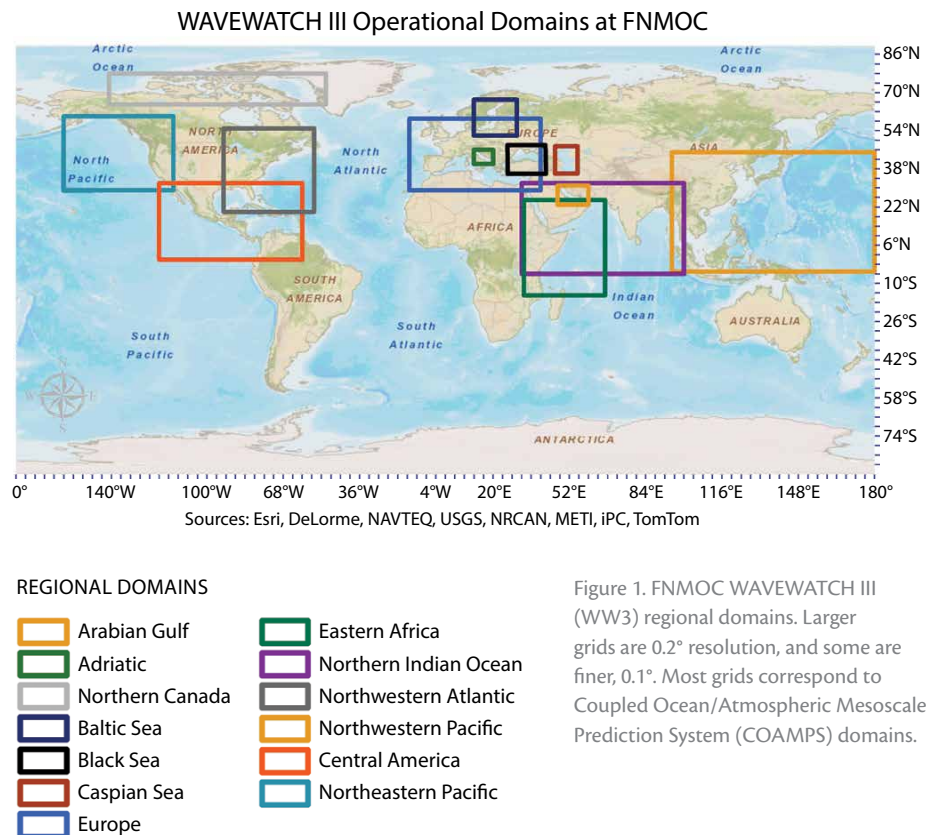 WAVEWATCH III Operational Domains at FNMOC
Arctic
Ocean
Arctic
Ocean
86°N
70°N
54°N
38°N
22°N
6°N
10°S
26°S
42°S
58°S
74°S
NORTH
AMERICA
EUROPE
ASIA
North
Pacific
North
Atlantic
AFRICA
SOUTH
AMERICA
Indian
Ocean
AUSTRALIA
South
Pacific
South
Atlantic
N
W
E
S
ANTARCTICA
0° 140°W 100°W 68°W 36°W 4°W 20°E 52°E 84°E 116°E 148°E 180°
Sources: Esri, DeLorme, NAVTEQ, USGS, NRCAN, METI, iPC, TomTom
REGIONAL DOMAINS
Arabian Gulf
Adriatic
Northern Canada
Baltic Sea
Black Sea
Caspian Sea
Europe
Eastern Africa
Northern Indian Ocean
Northwestern Atlantic
Northwestern Pacific
Central America
Northeastern Pacific
Figure 1. FNMOC WAVEWATCH III
(WW3) regional domains. Larger
grids are 0.2° resolution, and some are
finer, 0.1°. Most grids correspond to
Coupled Ocean/Atmospheric Mesoscale
Prediction System (COAMPS) domains.